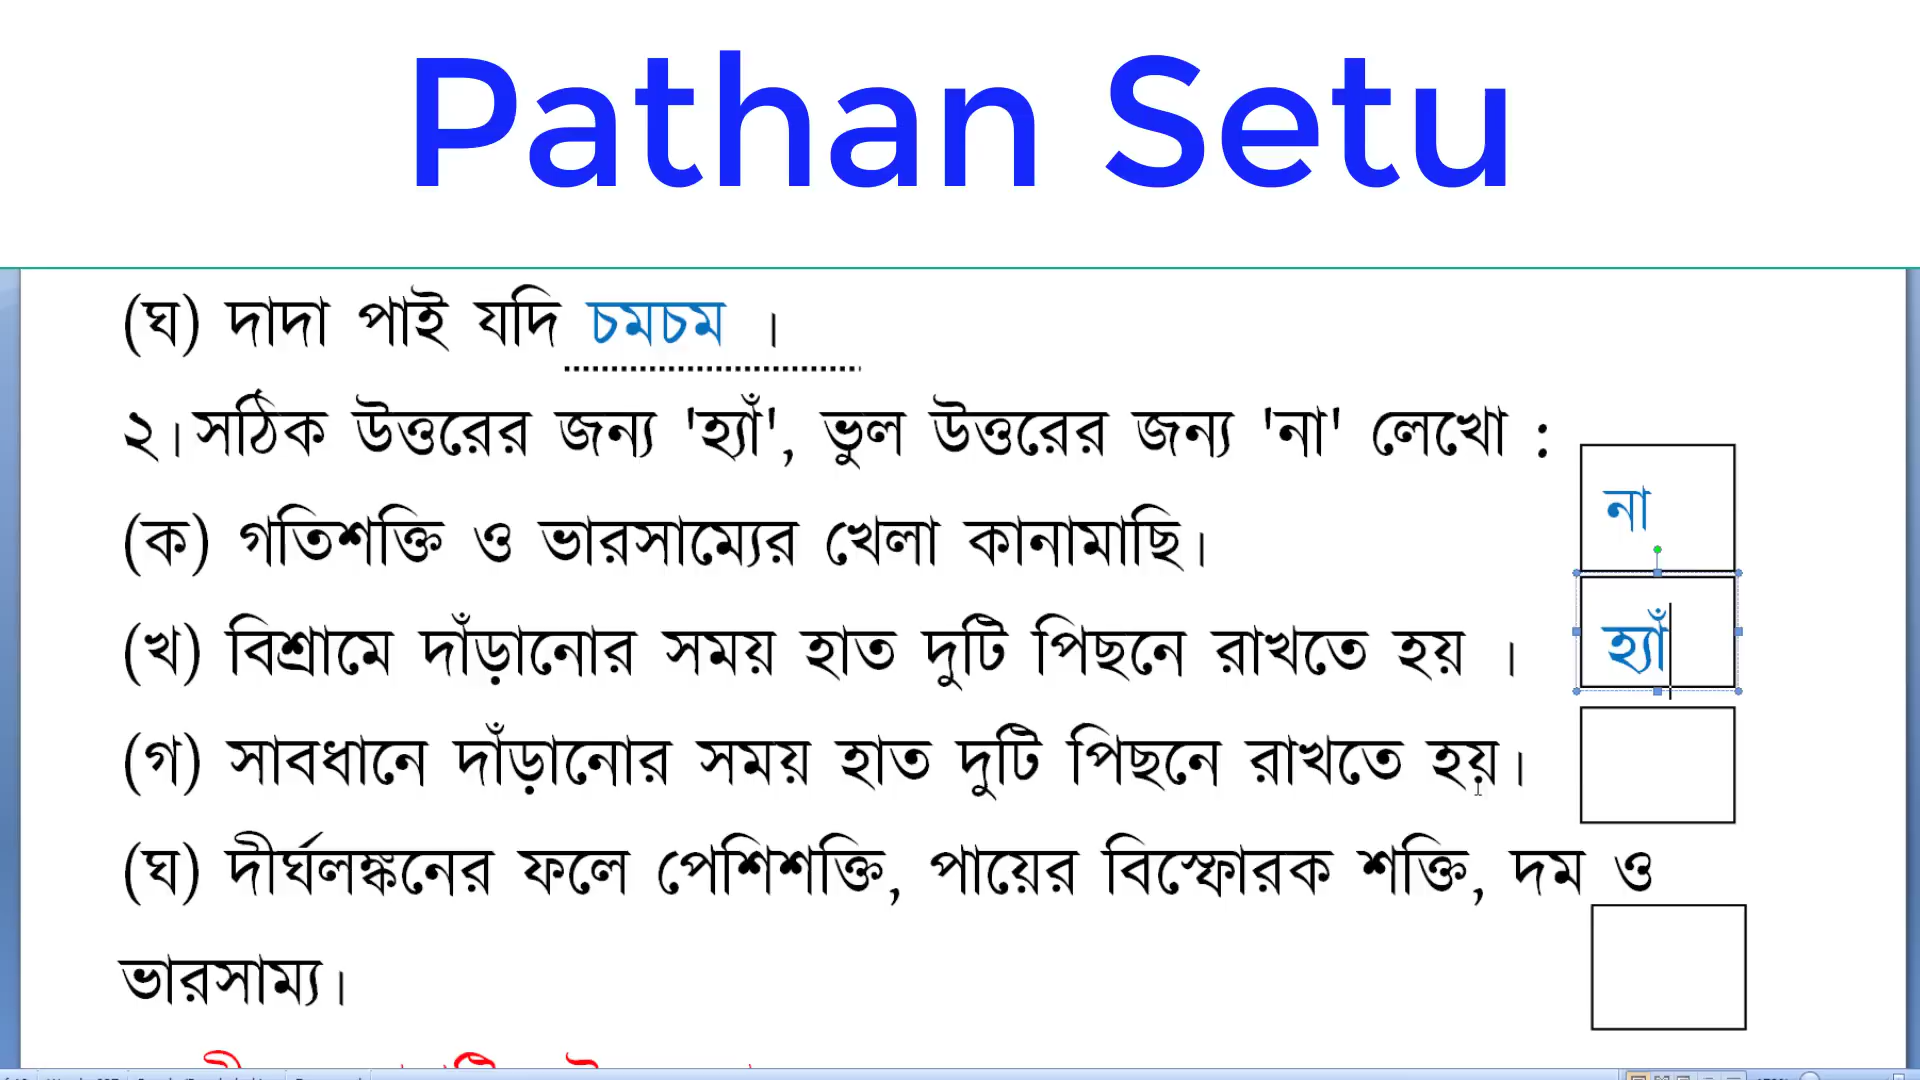 Pathan Setu
(ঘ) দাদা পাই যদি চমচম ।
২। সঠিক উত্তরের জন্য 'হ্যাঁ', ভুল উত্তরের জন্য 'না' লেখো :
(ক) গতিশক্তি ও ভারসাম্যের খেলা কানামাছি।
না
(খ) বিশ্রামে দাঁড়ানোর সময় হাত দুটি পিছনে রাখতে হয় ।
হ্যাঁ
(গ) সাবধানে দাঁড়ানোর সময় হাত দুটি পিছনে রাখতে হয়।
(ঘ) দীর্ঘলঙ্কনের ফলে পেশিশক্তি, পায়ের বিস্ফোরক শক্তি, দম ও
ভারসাম্য।